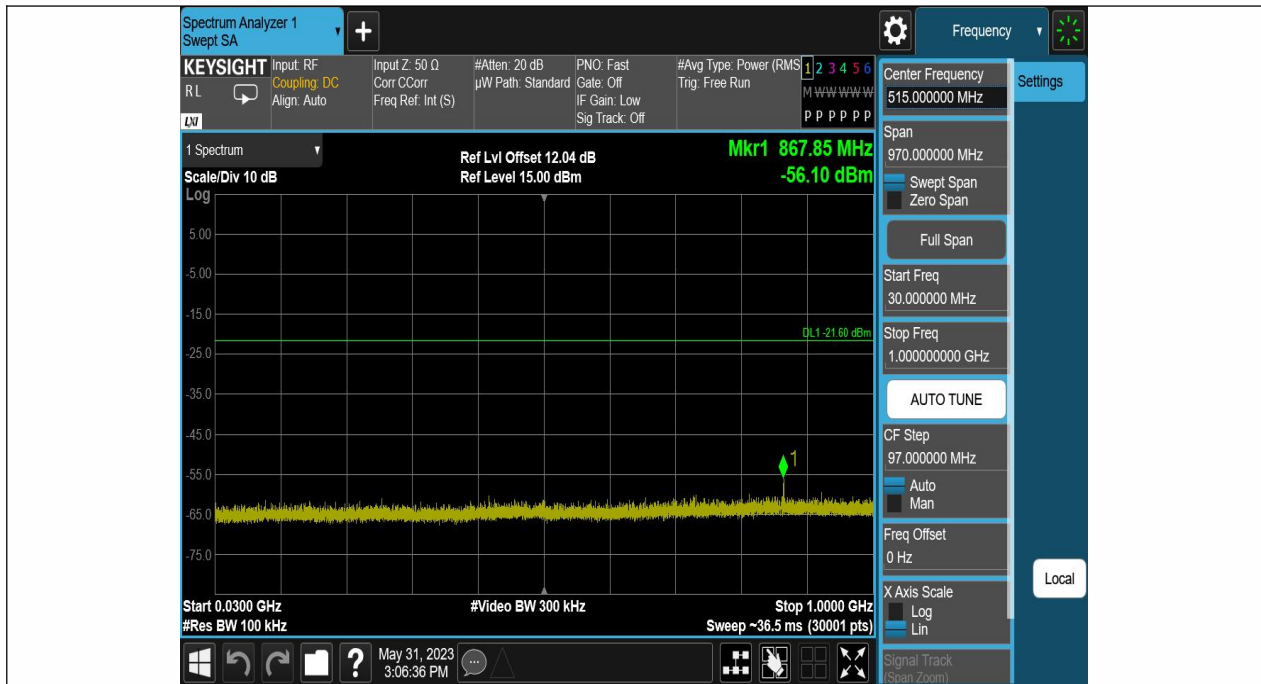 Spectrum Analyzer 1
Swept SA
+
Frequency
KEYSIGHT
RL
LXI
Input: RF
Coupling: DC
Align: Auto
Input Z: 50 Ω
Corr CCorr
Freq Ref: Int (S)
#Atten: 20 dB
µW Path: Standard
PNO: Fast
Gate: Off
IF Gain: Low
Sig Track: Off
#Avg Type: Power (RMS
Trig: Free Run
1 2 3 4 5 6
M W W W W W
P P P P P P
1 Spectrum
Scale/Div 10 dB
Log
Ref Lvl Offset 12.04 dB
Ref Level 15.00 dBm
Mkr1 867.85 MHz
-56.10 dBm
5.00
-5.00
-15.0
DL1 -21.60 dBm
-25.0
-35.0
-45.0
1
-55.0
-65.0
-75.0
Start 0.0300 GHz
#Video BW 300 kHz
Stop 1.0000 GHz
#Res BW 100 kHz
Sweep ~36.5 ms (30001 pts)
?
May 31, 2023
3:06:36 PM
Center Frequency
515.000000 MHz
Settings
Span
970.000000 MHz
Swept Span
Zero Span
Full Span
Start Freq
30.000000 MHz
Stop Freq
1.000000000 GHz
AUTO TUNE
CF Step
97.000000 MHz
Auto
Man
Freq Offset
0 Hz
X Axis Scale
Log
Lin
Signal Track
(Span Zoom)
Local